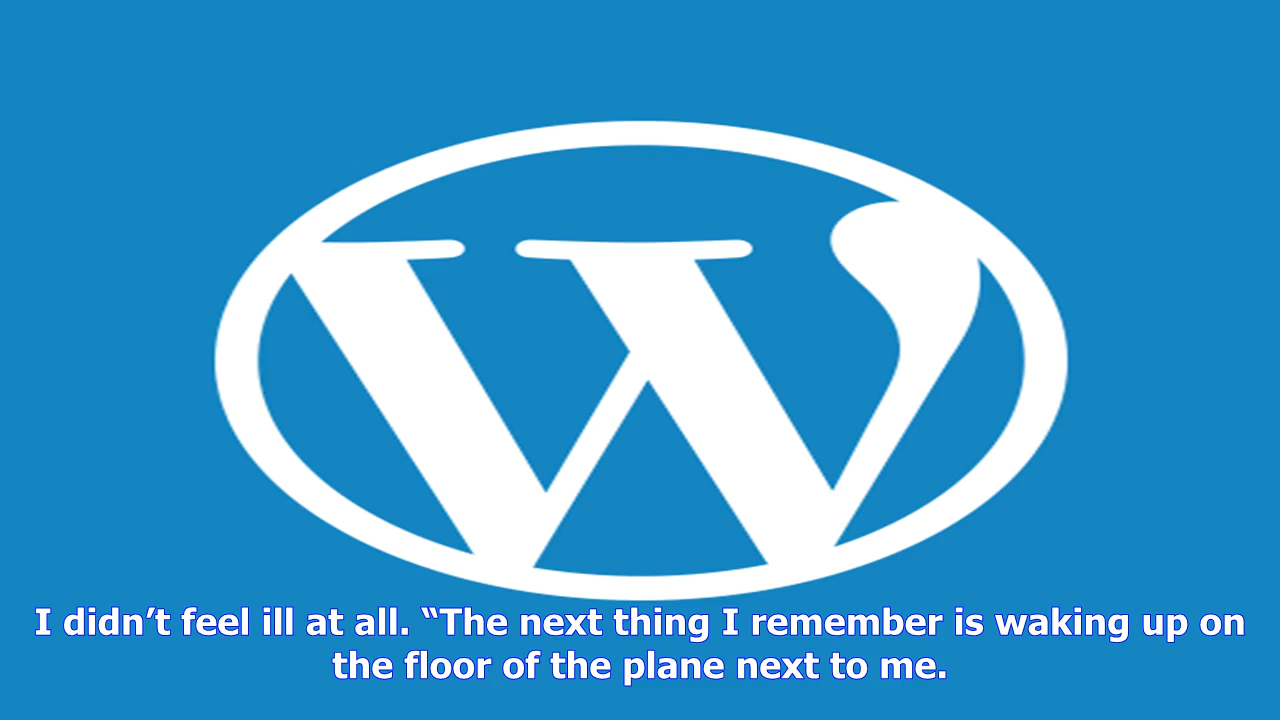 I didn’t feel ill at all. “The next thing I remember is waking up on
the floor of the plane next to me.